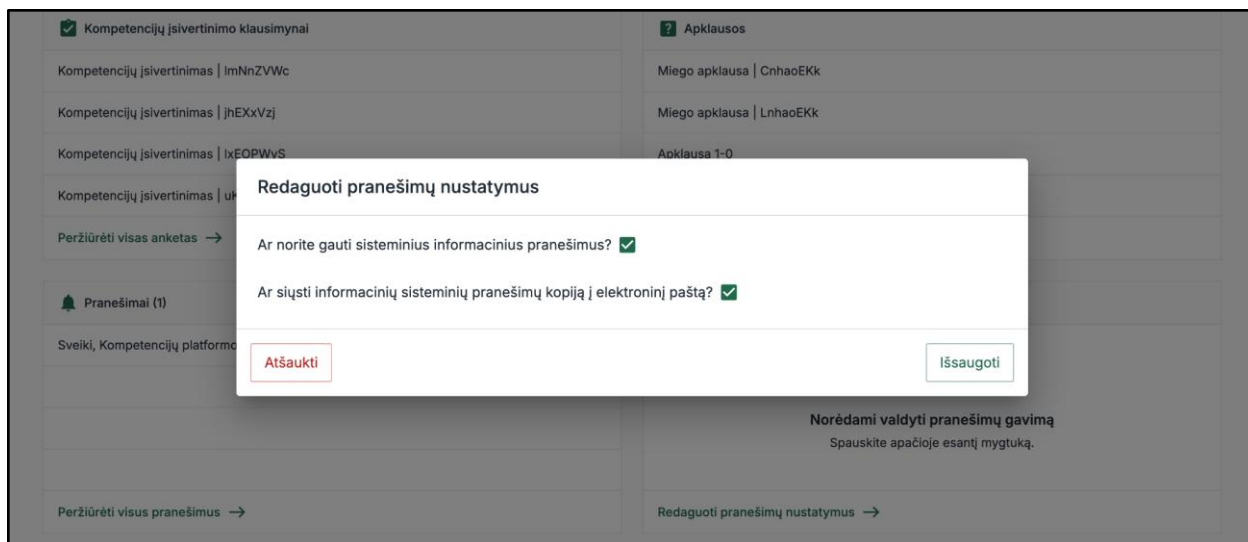 Kompetencijų įsivertinimo klausimynai
Kompetencijų įsivertinimas | lmNnZVWc
Kompetencijų įsivertinimas | jhEXxVzj
Kompetencijų įsivertinimas | lxEOPWyS
Kompetencijų įsivertinimas |
Peržiūrėti visas anketas →
Apklausos
Miego apklausa | CnhaoEKk
Miego apklausa | LnhaoEKk
Apklausa 1-0
Redaguoti pranešimų nustatymus
Ar norite gauti sisteminius informacinius pranešimus?
Ar siųsti informacinių sisteminių pranešimų kopiją į elektroninį paštą?
Atšaukti
Išsaugoti
Pranešimai (1)
Sveiki, Kompetencijų
Peržiūrėti visus pranešimus →
Norėdami valdyti pranešimų gavimą
Spauskite apačioje esantį mygtuką.
Redaguoti pranešimų nustatymus →